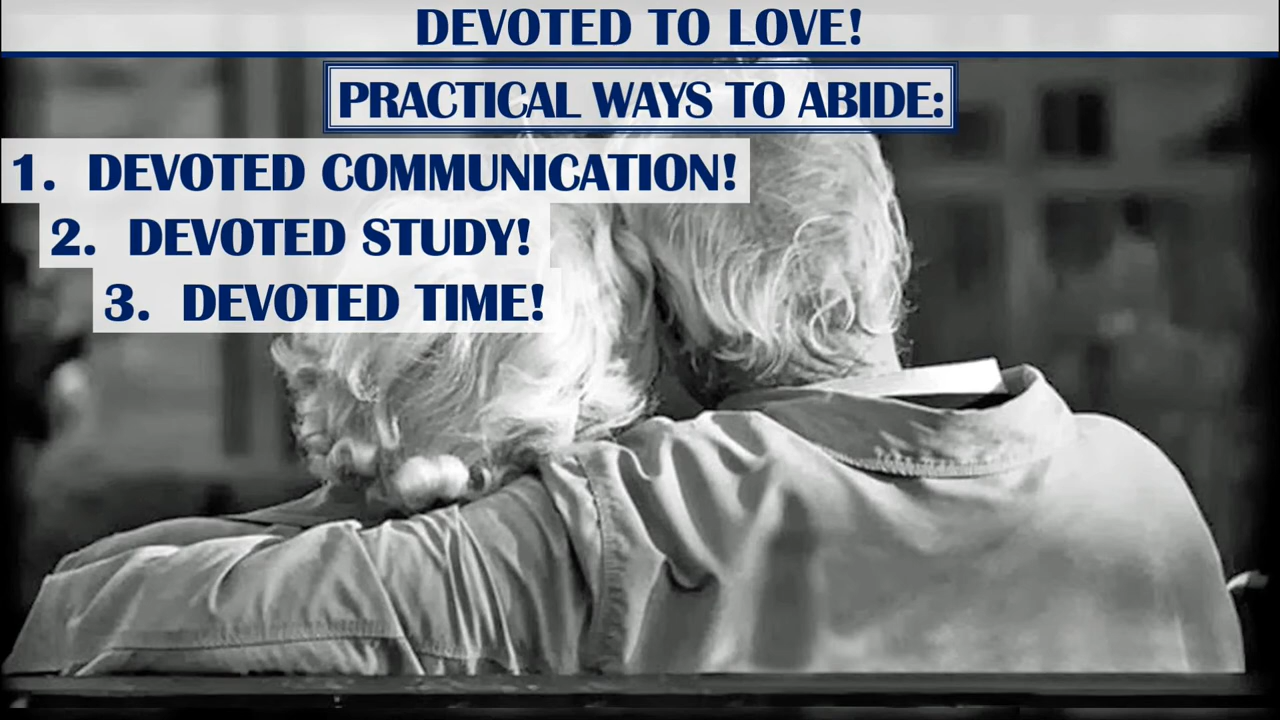 DEVOTED TO LOVE!
PRACTICAL WAYS TO ABIDE:
1. DEVOTED COMMUNICATION!
2. DEVOTED STUDY!
3. DEVOTED TIME!